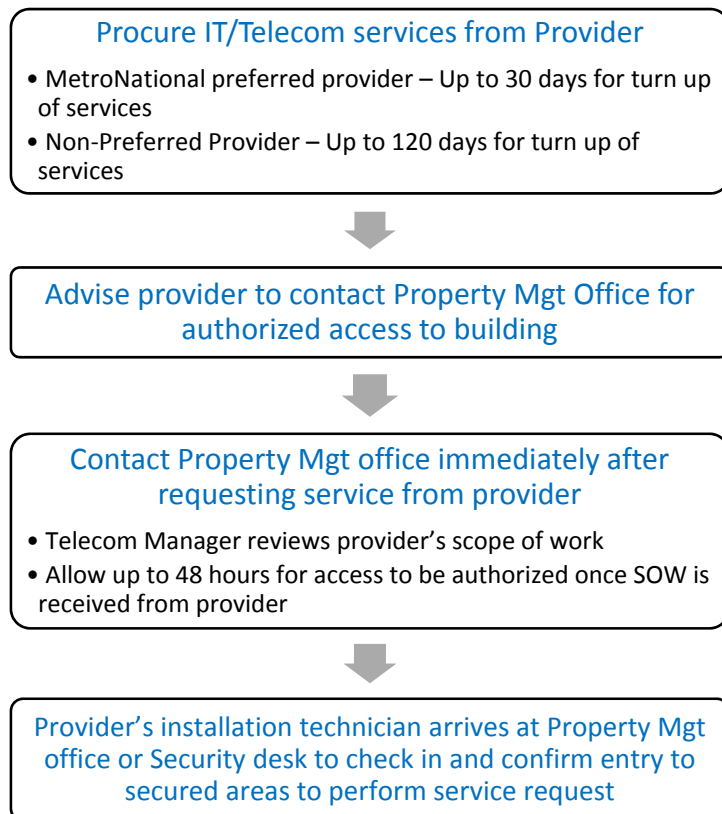 Procure IT/Telecom services from Provider
• MetroNational preferred provider – Up to 30 days for turn up
of services
• Non-Preferred Provider – Up to 120 days for turn up of
services
Advise provider to contact Property Mgt Office for
authorized access to building
Contact Property Mgt office immediately after
requesting service from provider
• Telecom Manager reviews provider’s scope of work
• Allow up to 48 hours for access to be authorized once SOW is
received from provider
Provider’s installation technician arrives at Property Mgt
office or Security desk to check in and confirm entry to
secured areas to perform service request